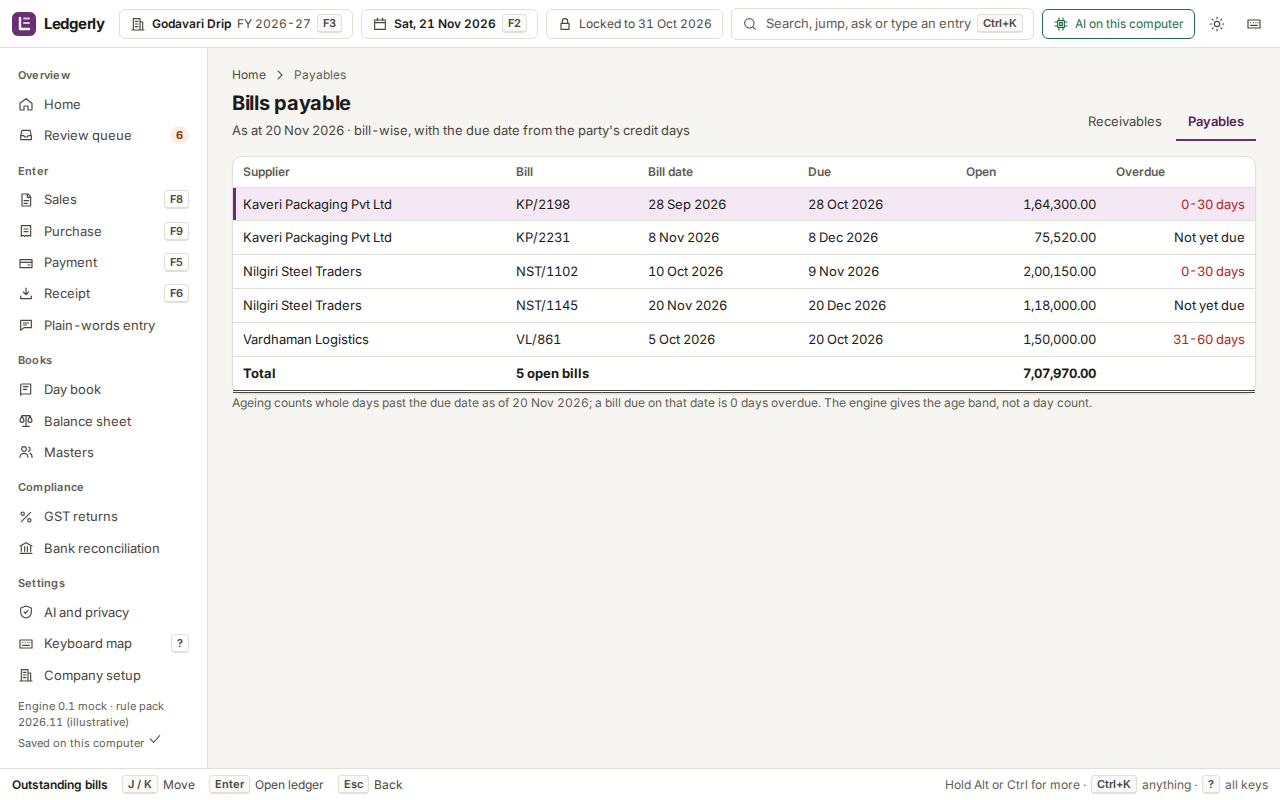 Ledgerly
Godavari Drip FY 2026-27 F3
Sat, 21 Nov 2026 F2
Locked to 31 Oct 2026
Search, jump, ask or type an entry Ctrl+K
AI on this computer
Overview
Home
Review queue 6
Enter
Sales F8
Purchase F9
Payment F5
Receipt F6
Plain-words entry
Books
Day book
Balance sheet
Masters
Compliance
GST returns
Bank reconciliation
Settings
AI and privacy
Keyboard map ?
Company setup
Engine 0.1 mock · rule pack
2026.11 (illustrative)
Saved on this computer
Home Payables
Bills payable
As at 20 Nov 2026 · bill-wise, with the due date from the party's credit days
Receivables Payables
Supplier Bill Bill date Due Open Overdue
Kaveri Packaging Pvt Ltd KP/2198 28 Sep 2026 28 Oct 2026 1,64,300.00 0-30 days
Kaveri Packaging Pvt Ltd KP/2231 8 Nov 2026 8 Dec 2026 75,520.00 Not yet due
Nilgiri Steel Traders NST/1102 10 Oct 2026 9 Nov 2026 2,00,150.00 0-30 days
Nilgiri Steel Traders NST/1145 20 Nov 2026 20 Dec 2026 1,18,000.00 Not yet due
Vardhaman Logistics VL/861 5 Oct 2026 20 Oct 2026 1,50,000.00 31-60 days
Total 5 open bills 7,07,970.00
Ageing counts whole days past the due date as of 20 Nov 2026; a bill due on that date is 0 days overdue. The engine gives the age band, not a day count.
Outstanding bills J / K Move Enter Open ledger Esc Back
Hold Alt or Ctrl for more · Ctrl+K anything · ? all keys